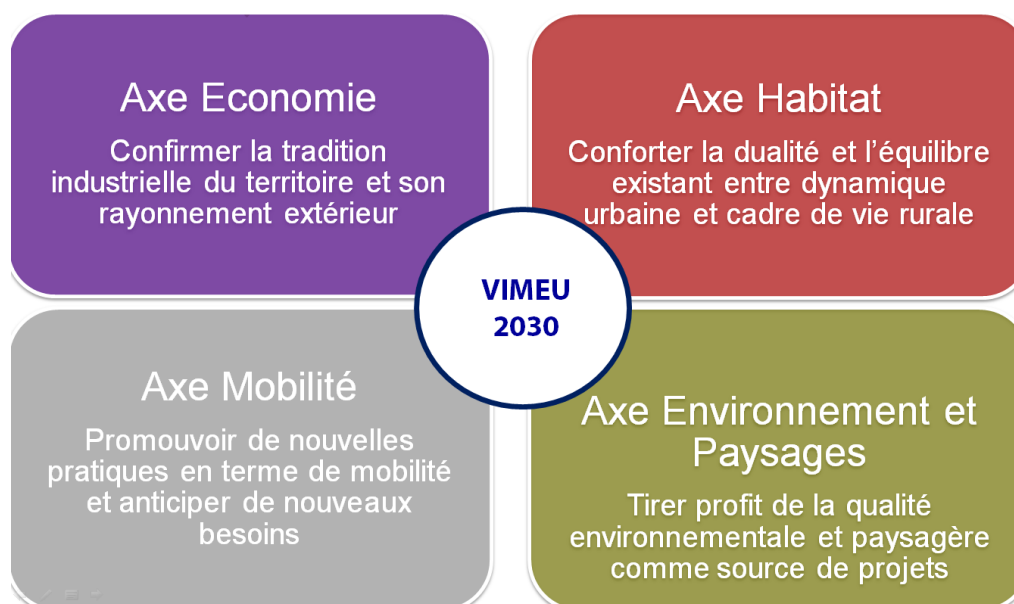 Axe Economie
Confirmer la tradition
industrielle du territoire et son
rayonnement extérieur
Axe Habitat
Conforter la dualité et l’équilibre
existant entre dynamique
urbaine et cadre de vie rurale
VIMEU
2030
Axe Mobilité
Promouvoir de nouvelles
pratiques en terme de mobilité
et anticiper de nouveaux
besoins
Axe Environnement et
Paysages
Tirer profit de la qualité
environnementale et paysagère
comme source de projets